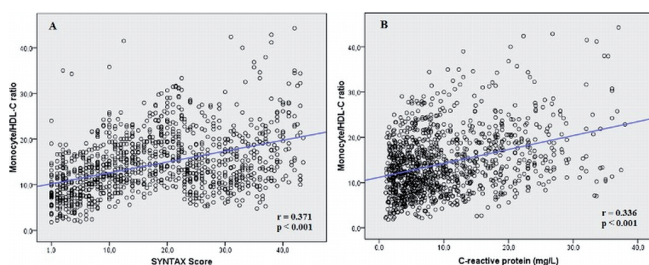 A
Monocyte/HDL-C ratio
40,0
30,0
20,0
10,0
0,0
r = 0.371
p < 0.001
1,0 10,0 20,0 30,0 40,0
SYNTAX Score
B
Monocyte/HDL-C ratio
40,0
30,0
20,0
10,0
0,0
r = 0.336
p < 0.001
0,0 10,0 20,0 30,0 40,0
C-reactive protein (mg/L)